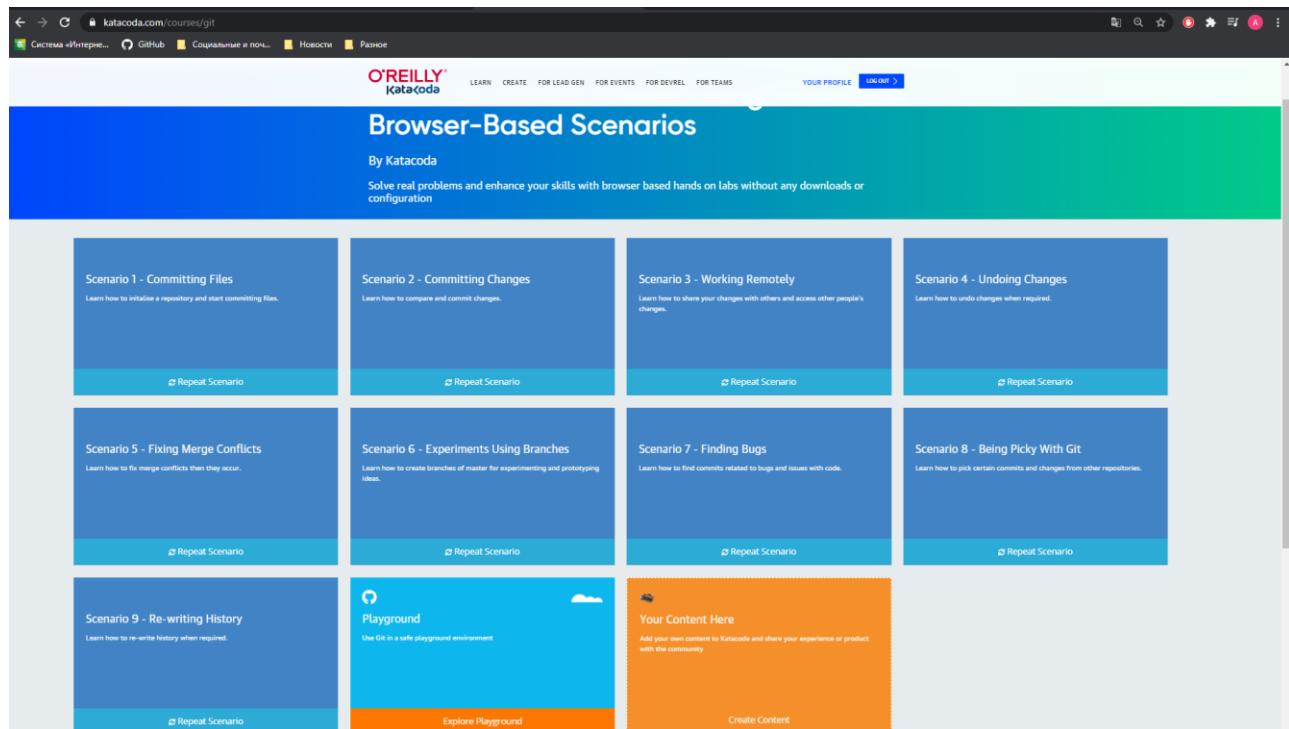 katacoda.com/courses/git
Система «Интерне... GitHub Социальные и поч... Новости Разное
O'REILLY®
Katacoda
LEARN CREATE FOR LEAD GEN FOR EVENTS FOR DEVREL FOR TEAMS YOUR PROFILE LOG OUT
Browser-Based Scenarios
By Katacoda
Solve real problems and enhance your skills with browser based hands on labs without any downloads or
configuration
Scenario 1 - Committing Files
Learn how to initalise a repository and start committing files.
Repeat Scenario
Scenario 2 - Committing Changes
Learn how to compare and commit changes.
Repeat Scenario
Scenario 3 - Working Remotely
Learn how to share your changes with others and access other people's
changes.
Repeat Scenario
Scenario 4 - Undoing Changes
Learn how to undo changes when required.
Repeat Scenario
Scenario 5 - Fixing Merge Conflicts
Learn how to fix merge conflicts then they occur.
Repeat Scenario
Scenario 6 - Experiments Using Branches
Learn how to create branches of master for experimenting and prototyping
ideas.
Repeat Scenario
Scenario 7 - Finding Bugs
Learn how to find commits related to bugs and issues with code.
Repeat Scenario
Scenario 8 - Being Picky With Git
Learn how to pick certain commits and changes from other repositories.
Repeat Scenario
Scenario 9 - Re-writing History
Learn how to re-write history when required.
Repeat Scenario
Playground
Use Git in a safe playground environment
Explore Playground
Your Content Here
Add your own content to Katacoda and share your experience or product
with the community
Create Content